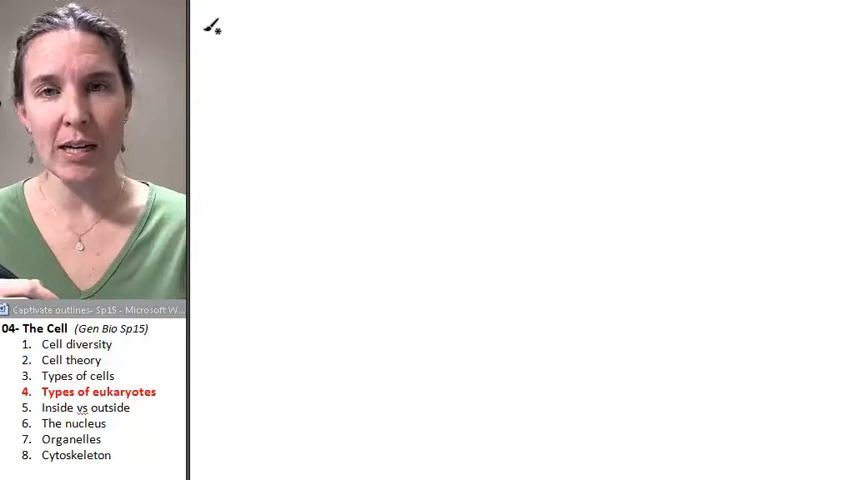 Captivate outlines- Sp15 - Microsoft W...
04- The Cell (Gen Bio Sp15)
1. Cell diversity
2. Cell theory
3. Types of cells
4. Types of eukaryotes
5. Inside vs outside
6. The nucleus
7. Organelles
8. Cytoskeleton